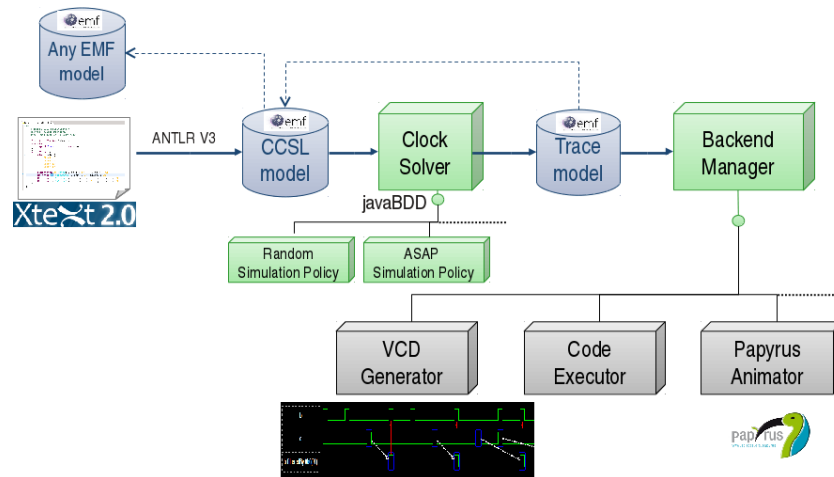 emf
Any EMF
model
ANTLR V3
Xtext 2.0
emf
CCSL
model
Clock
Solver
javaBDD
emf
Trace
model
Backend
Manager
Random
Simulation Policy
ASAP
Simulation Policy
VCD
Generator
Code
Executor
Papyrus
Animator
papyrus